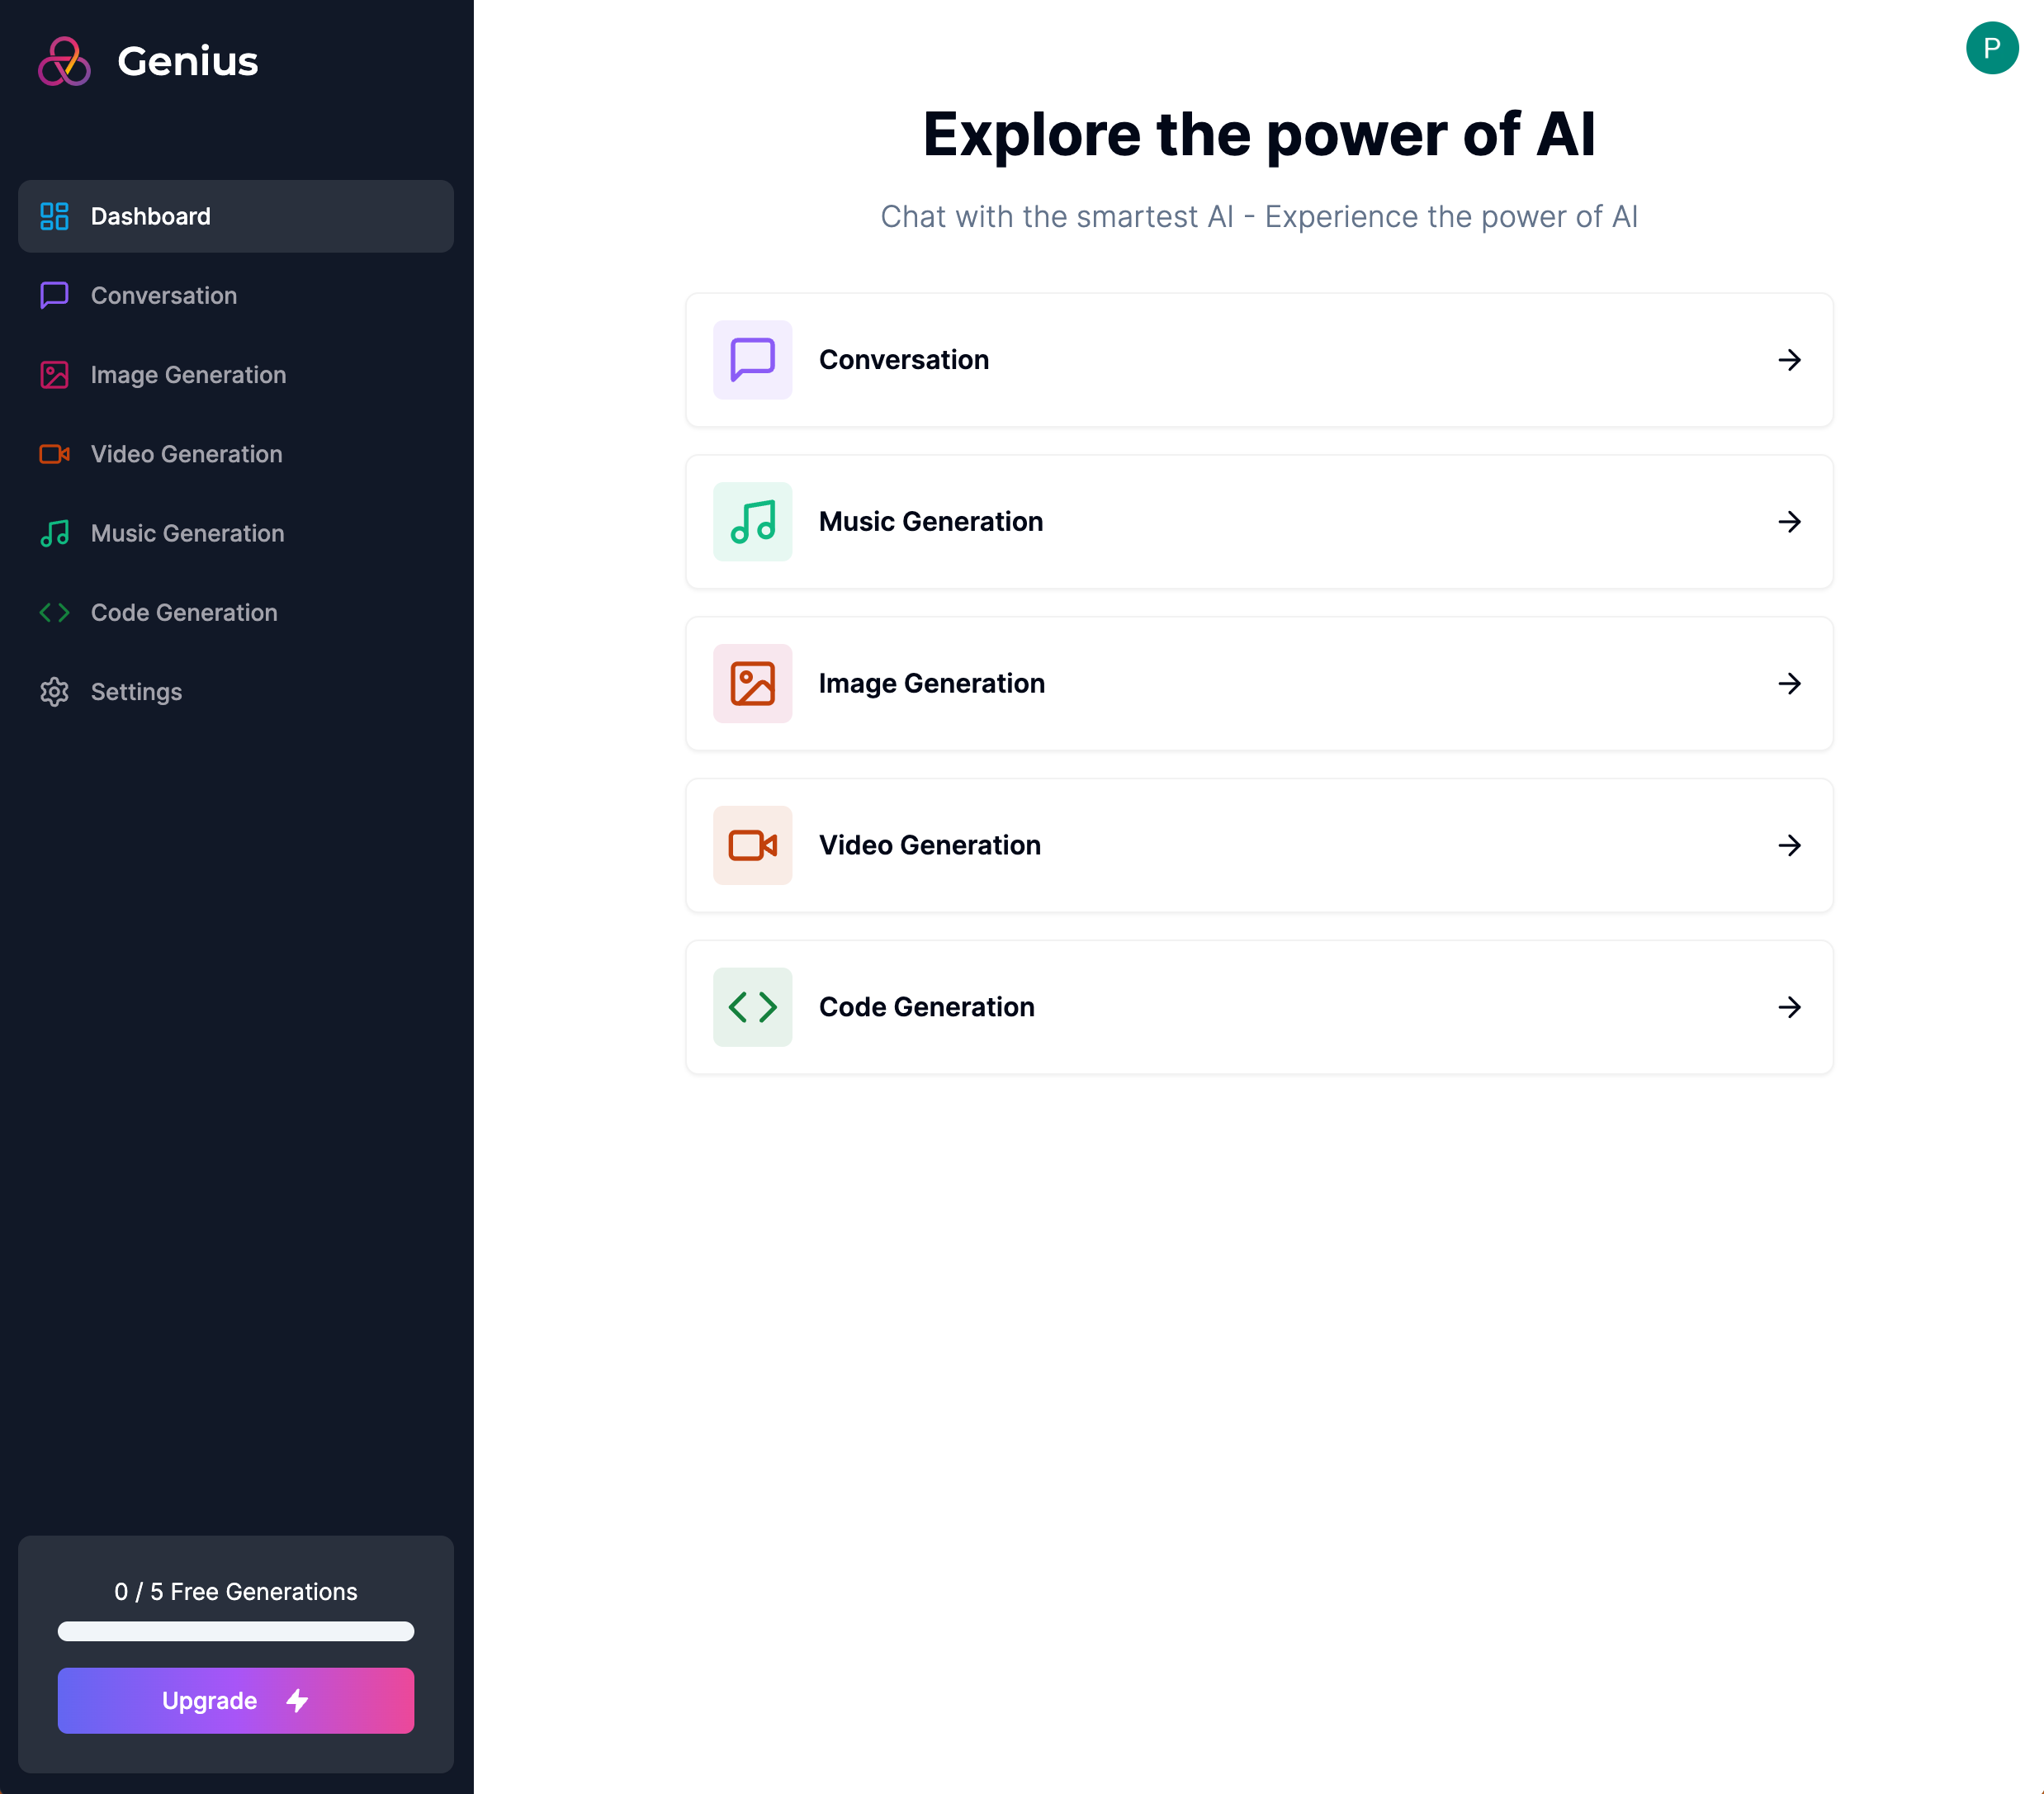 Genius
Dashboard
Conversation
Image Generation
Video Generation
Music Generation
Code Generation
Settings
0 / 5 Free Generations
Upgrade
P
Explore the power of AI
Chat with the smartest AI - Experience the power of AI
Conversation
Music Generation
Image Generation
Video Generation
Code Generation